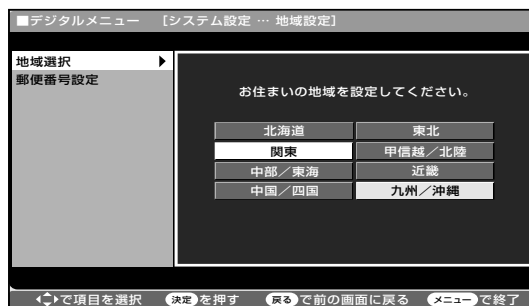 ■デジタルメニュー [システム設定 … 地域設定]
地域選択
郵便番号設定
お住まいの地域を設定してください。
北海道 東北
関東 甲信越／北陸
中部／東海 近畿
中国／四国 九州／沖縄
で項目を選択 決定を押す 戻るで前の画面に戻る メニューで終了